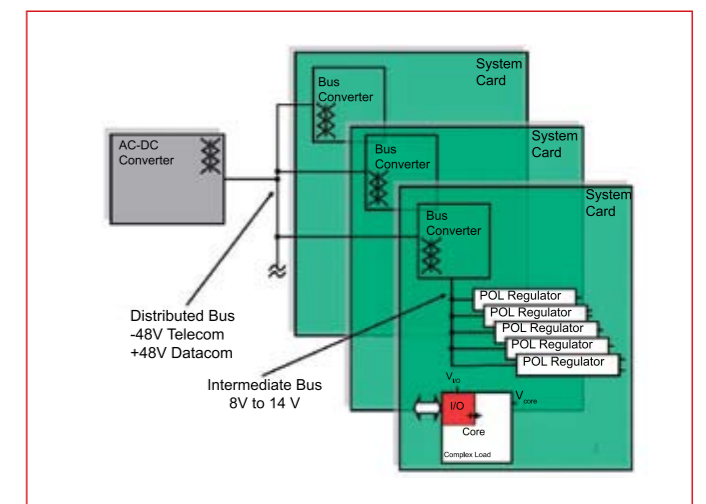 System
Card
Bus
Converter
AC-DC
Converter
System
Card
Bus
Converter
System
Card
Bus
Converter
Distributed Bus
-48V Telecom
+48V Datacom
POL Regulator
POL Regulator
POL Regulator
POL Regulator
POL Regulator
Intermediate Bus
8V to 14 V
VI/O
Vcore
I/O
Core
Complex Load